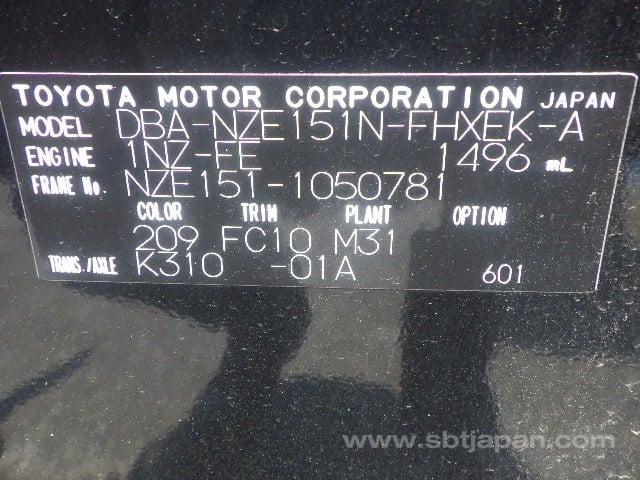 TOYOTA MOTOR CORPORATION JAPAN
MODEL DBA-NZE151N-FHXEK-A
ENGINE 1NZ-FE 1496 mL
FRAME No. NZE151-1050781
COLOR TRIM PLANT OPTION
209 FC10 M31
TRANS./AXLE K310 -01A 601
www.sbtjapan.com